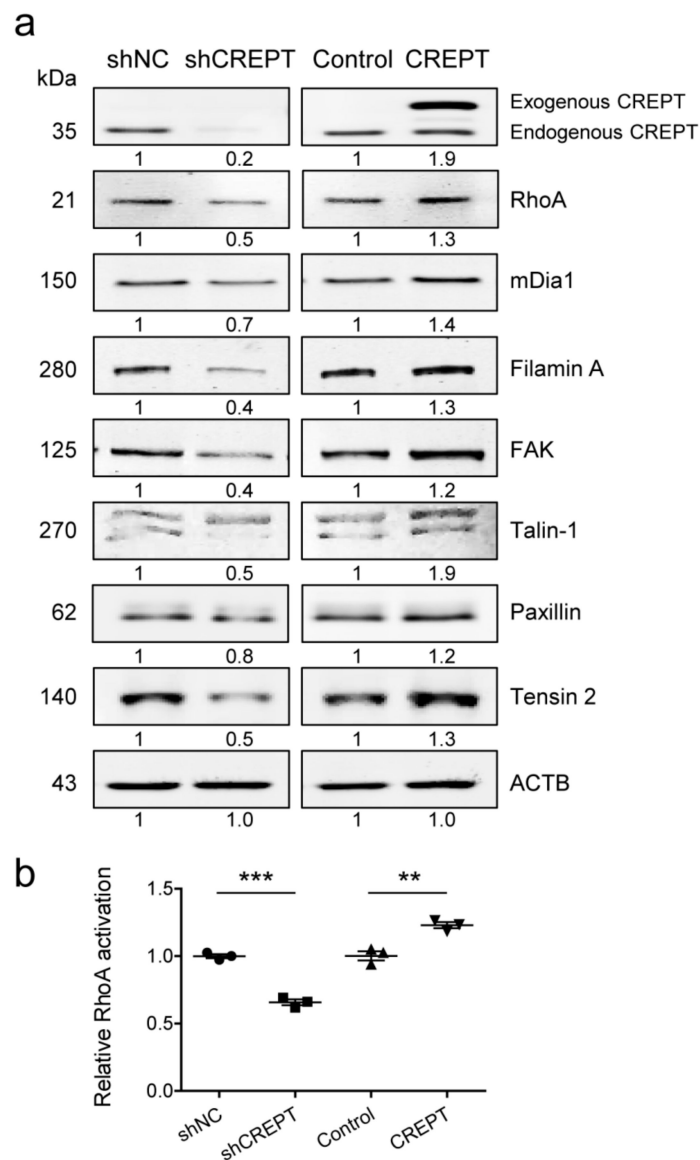 a
shNC shCREPT Control CREPT
kDa
Exogenous CREPT
35 Endogenous CREPT
1 0.2 1 1.9
21 RhoA
1 0.5 1 1.3
150 mDia1
1 0.7 1 1.4
280 Filamin A
1 0.4 1 1.3
125 FAK
1 0.4 1 1.2
270 Talin-1
1 0.5 1 1.9
62 Paxillin
1 0.8 1 1.2
140 Tensin 2
1 0.5 1 1.3
43 ACTB
1 1.0 1 1.0
b
*** **
Relative RhoA activation
1.5
1.0
0.5
0.0
shNC shCREPT Control CREPT